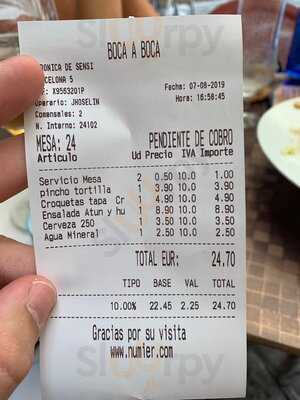 BOCA A BOCA
RONICA DE SENSI
CELONA 5
F: X9563201P
Fecha: 07-08-2019
perario: JHOSELIN
Hora: 16:58:45
Comensales: 2
N. Interno: 24102
MESA: 24 PENDIENTE DE COBRO
Artículo Ud Precio IVA Importe
Servicio Mesa 2 0.50 10.0 1.00
pincho tortilla 1 3.90 10.0 3.90
Croquetas tapa Cr 1 4.90 10.0 4.90
Ensalada Atun y hu 1 8.90 10.0 8.90
Cerveza 250 1 3.50 10.0 3.50
Agua Mineral 1 2.50 10.0 2.50
TOTAL EUR: 24.70
TIPO BASE VAL TOTAL
10.00% 22.45 2.25 24.70
Gracias por su visita
www.numier.com
Sluurpy